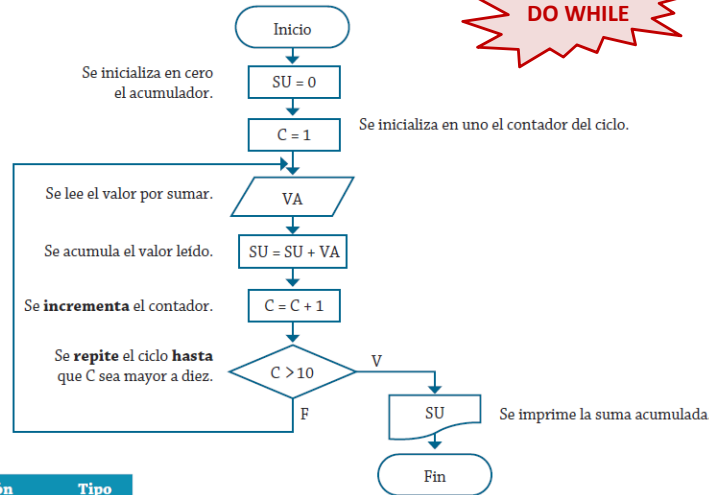 DO WHILE
Inicio
Se inicializa en cero
el acumulador.
SU = 0
C = 1
Se inicializa en uno el contador del ciclo.
Se lee el valor por sumar.
VA
Se acumula el valor leído.
SU = SU + VA
Se incrementa el contador.
C = C + 1
Se repite el ciclo hasta
que C sea mayor a diez.
C > 10
V
F
SU
Se imprime la suma acumulada
Fin
Tipo